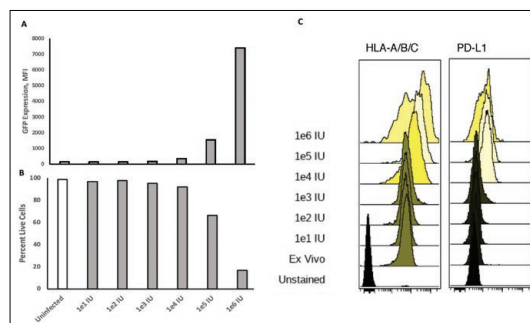 A
GFP Expression, MFI
8000
7000
6000
5000
4000
3000
2000
1000
0
B
Percent Live Cells
100
80
60
40
20
0
Uninfected
1e1 IU
1e2 IU
1e3 IU
1e4 IU
1e5 IU
1e6 IU
C
HLA-A/B/C
PD-L1
1e6 IU
1e5 IU
1e4 IU
1e3 IU
1e2 IU
1e1 IU
Ex Vivo
Unstained